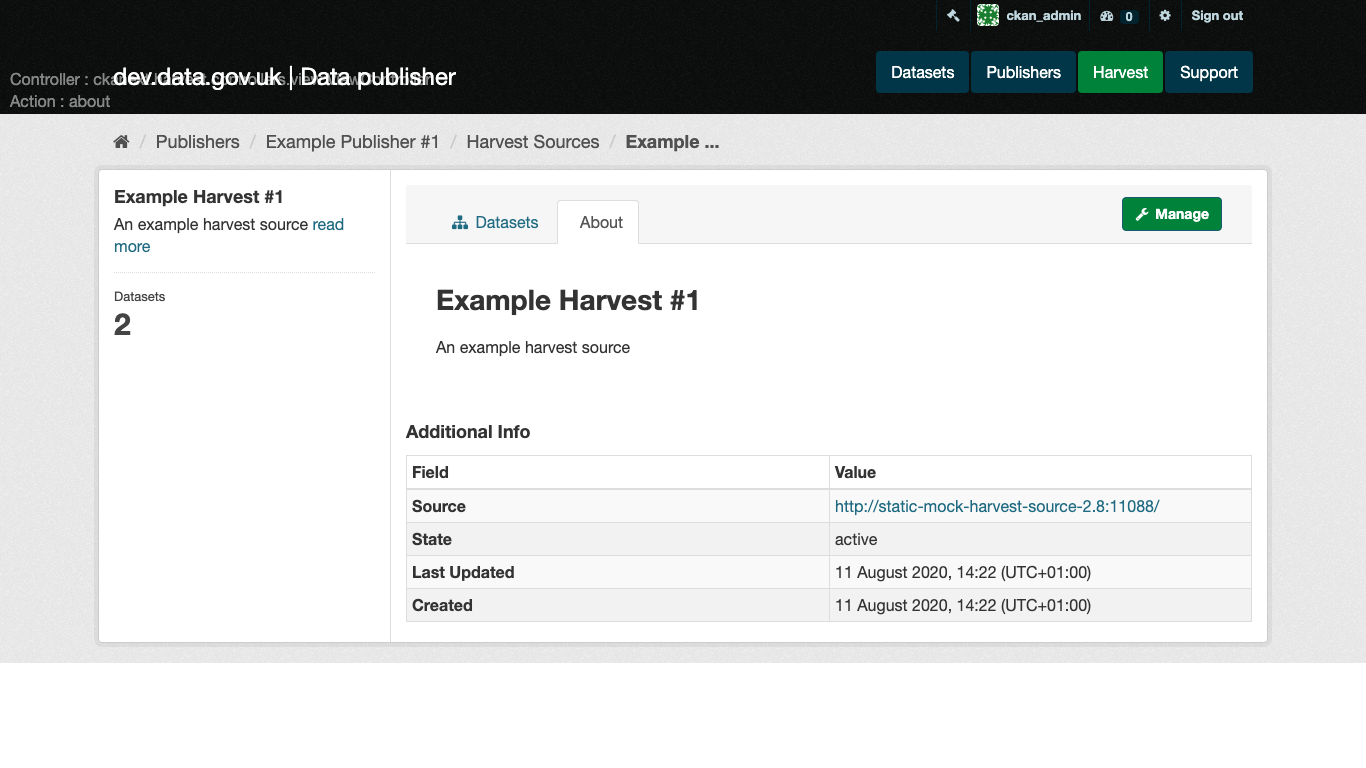 ckan_admin 0 Sign out
dev.data.gov.uk | Data publisher
Controller :
Action : about
Datasets Publishers Harvest Support
/ Publishers / Example Publisher #1 / Harvest Sources / Example ...
Example Harvest #1
An example harvest source read
more
Datasets
2
Datasets About Manage
Example Harvest #1
An example harvest source
Additional Info
Field Value
Source http://static-mock-harvest-source-2.8:11088/
State active
Last Updated 11 August 2020, 14:22 (UTC+01:00)
Created 11 August 2020, 14:22 (UTC+01:00)